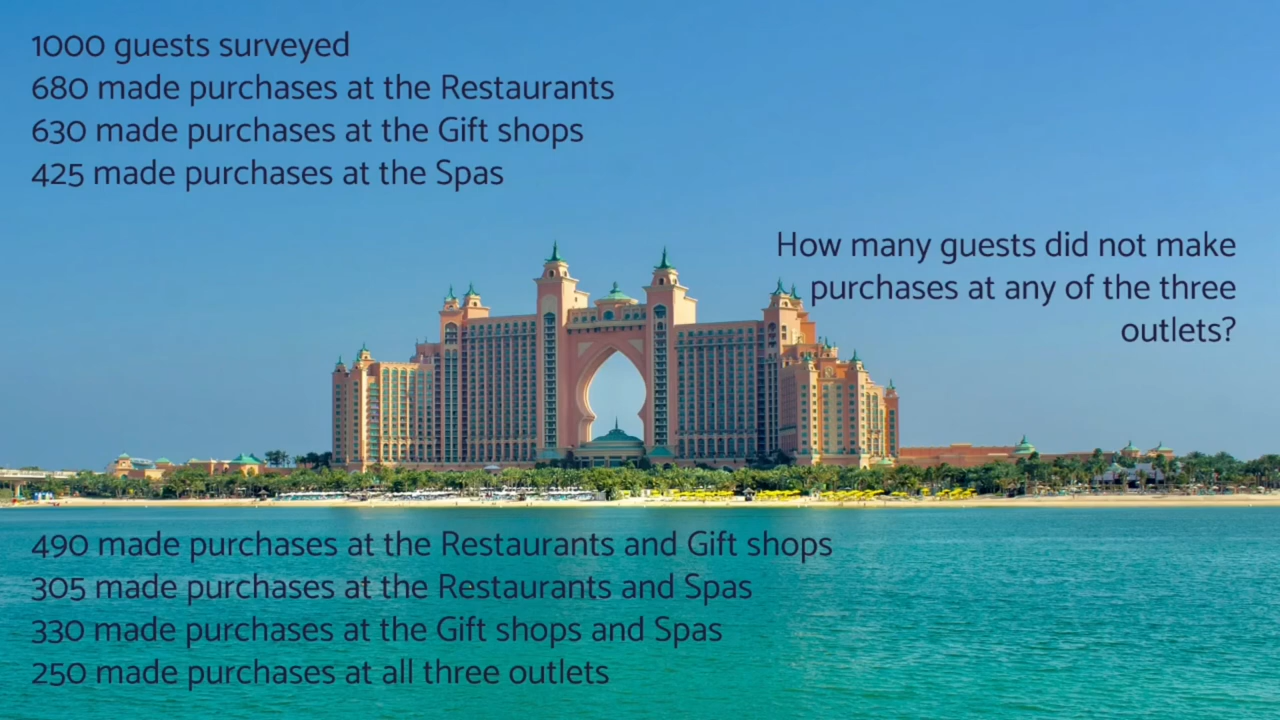 1000 guests surveyed
680 made purchases at the Restaurants
630 made purchases at the Gift shops
425 made purchases at the Spas
How many guests did not make
purchases at any of the three
outlets?
490 made purchases at the Restaurants and Gift shops
305 made purchases at the Restaurants and Spas
330 made purchases at the Gift shops and Spas
250 made purchases at all three outlets